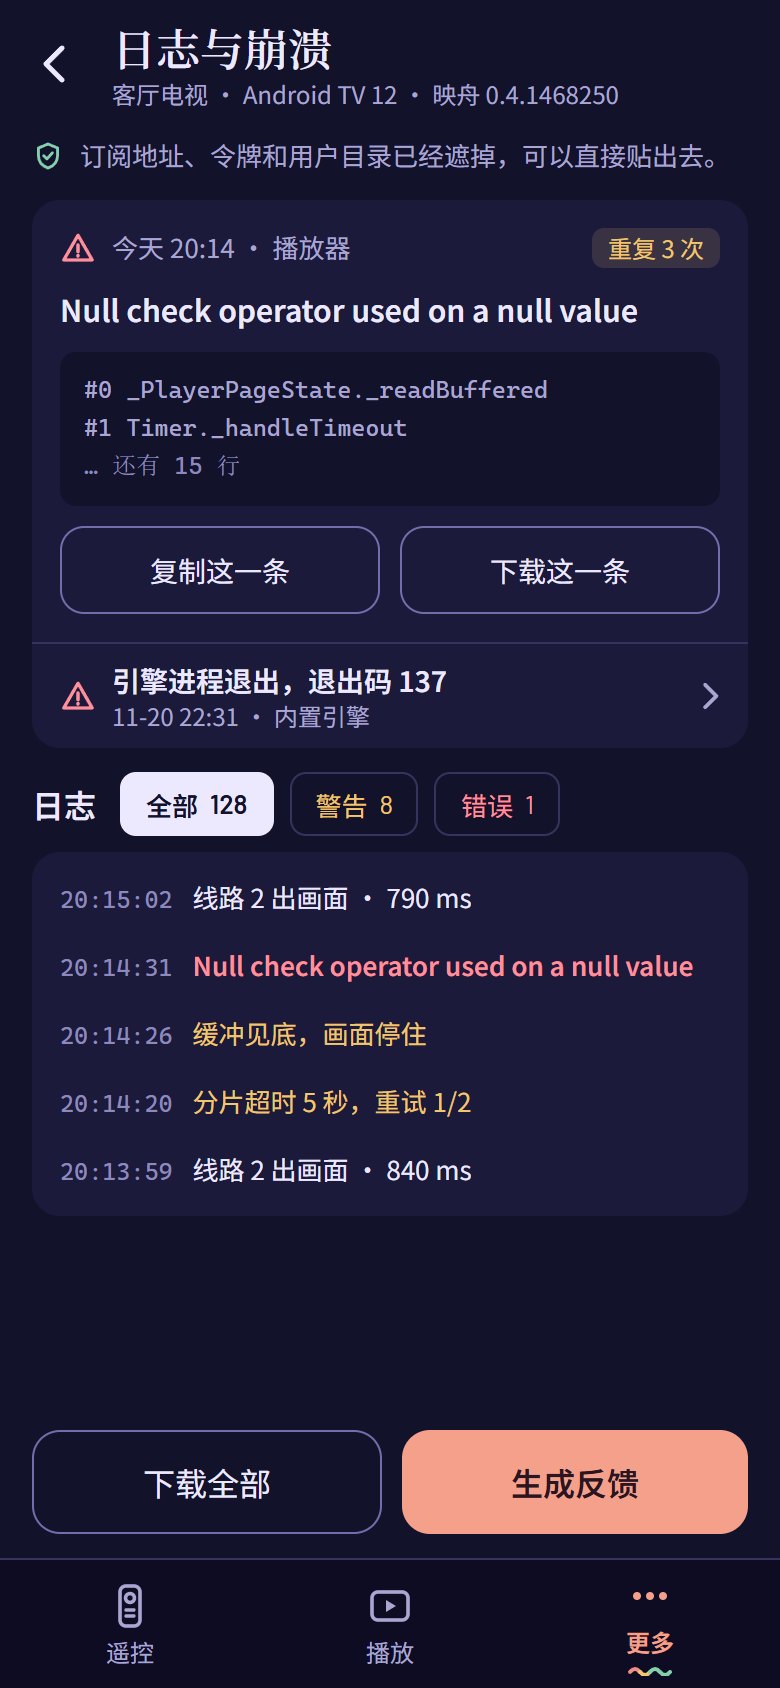 日志与崩溃
客厅电视 · Android TV 12 · 映舟 0.4.1468250
订阅地址、令牌和用户目录已经遮掉，可以直接贴出去。
今天 20:14 · 播放器
重复 3 次
Null check operator used on a null value
#0 _PlayerPageState._readBuffered
#1 Timer._handleTimeout
… 还有 15 行
复制这一条
下载这一条
引擎进程退出，退出码 137
11-20 22:31 · 内置引擎
日志
全部 128
警告 8
错误 1
20:15:02 线路 2 出画面 · 790 ms
20:14:31 Null check operator used on a null value
20:14:26 缓冲见底，画面停住
20:14:20 分片超时 5 秒，重试 1/2
20:13:59 线路 2 出画面 · 840 ms
下载全部
生成反馈
遥控
播放
更多